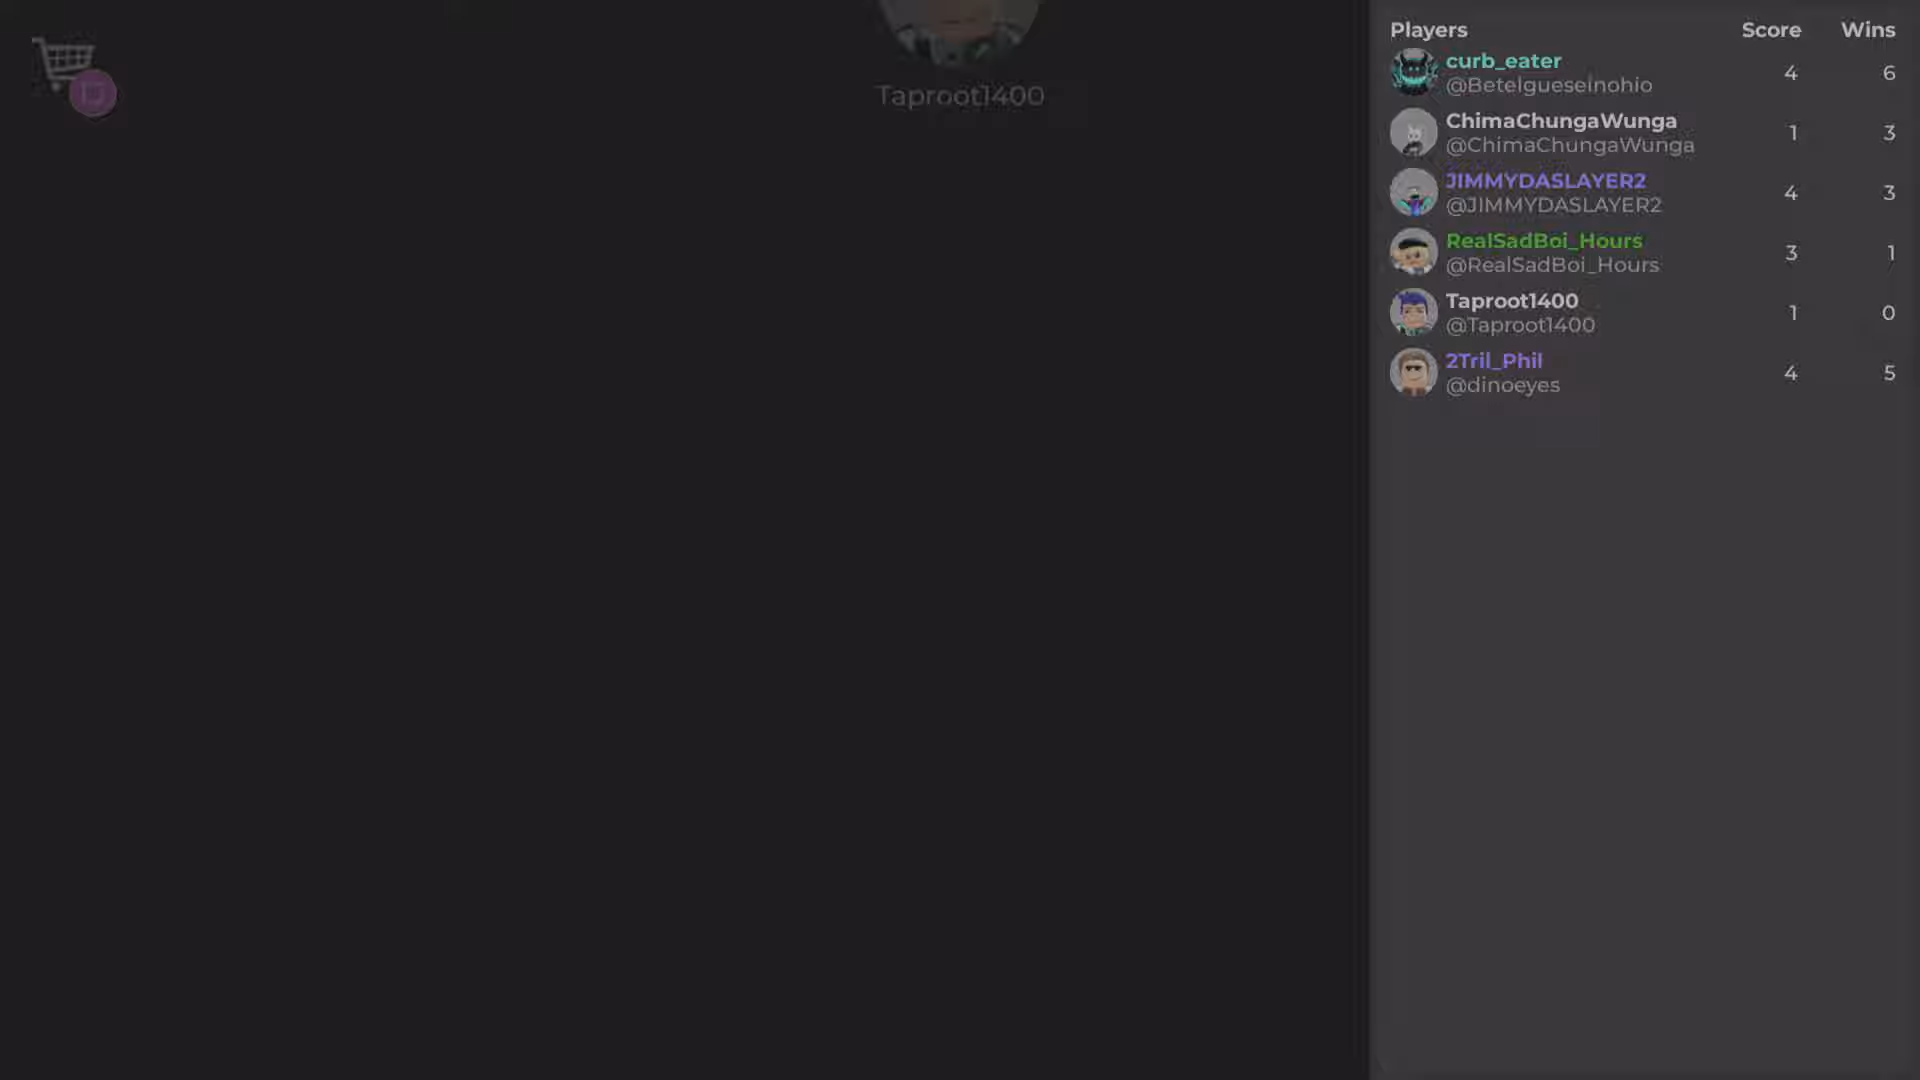 Taproot1400
Players Score Wins
curb_eater
@Betelgueselnohio 4 6
ChimaChungaWunga
@ChimaChungaWunga 1 3
JIMMYDASLAYER2
@JIMMYDASLAYER2 4 3
RealSadBoi_Hours
@RealSadBoi_Hours 3 1
Taproot1400
@Taproot1400 1 0
2Tril_Phil
@dinoeyes 4 5